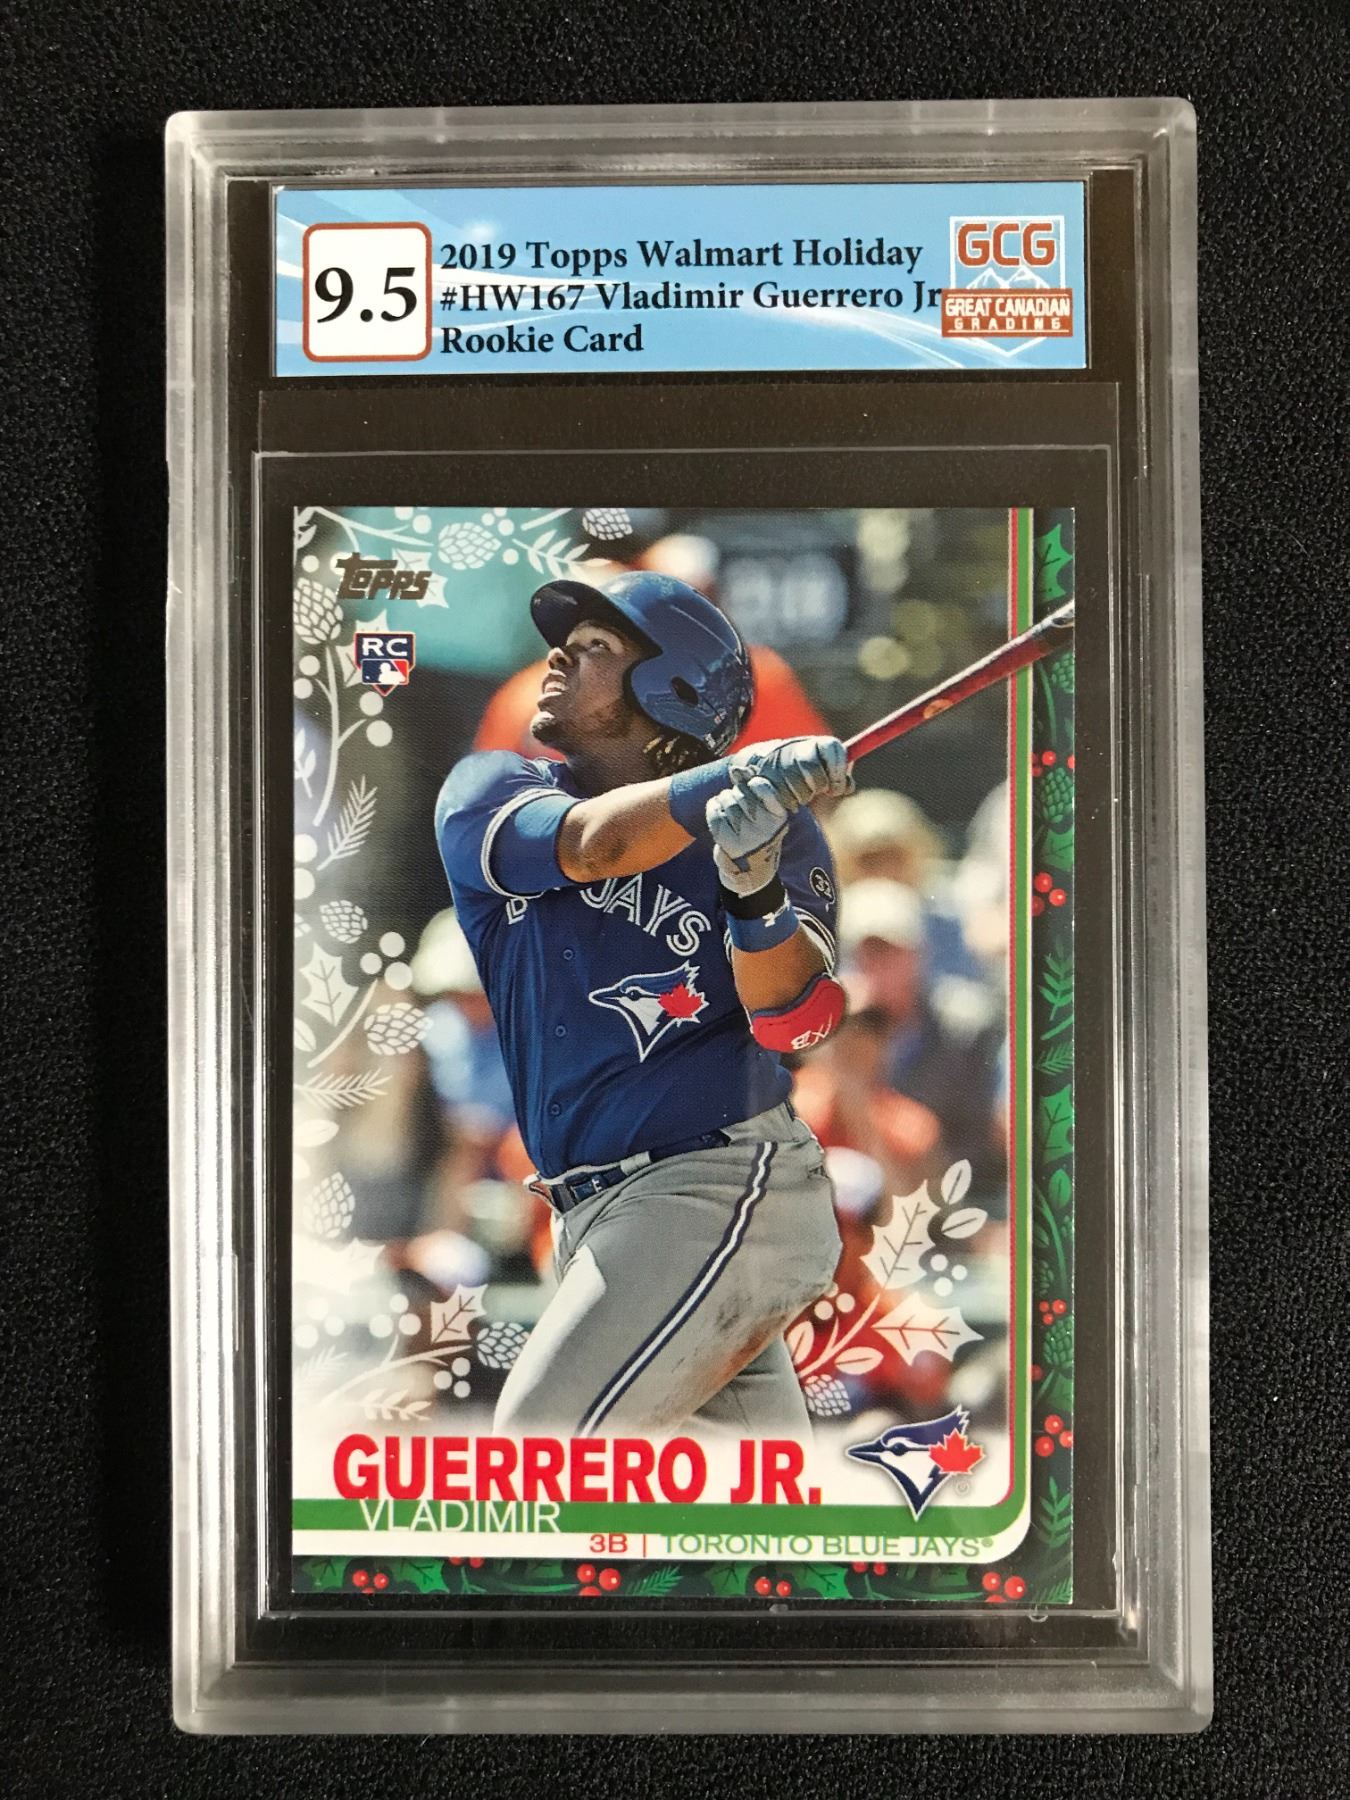 9.5
2019 Topps Walmart Holiday
#HW167 Vladimir Guerrero Jr
Rookie Card
GCG
GREAT CANADIAN
GRADING
TOPPS
RC
JAYS
32
GUERRERO JR.
VLADIMIR
3B | TORONTO BLUE JAYS®